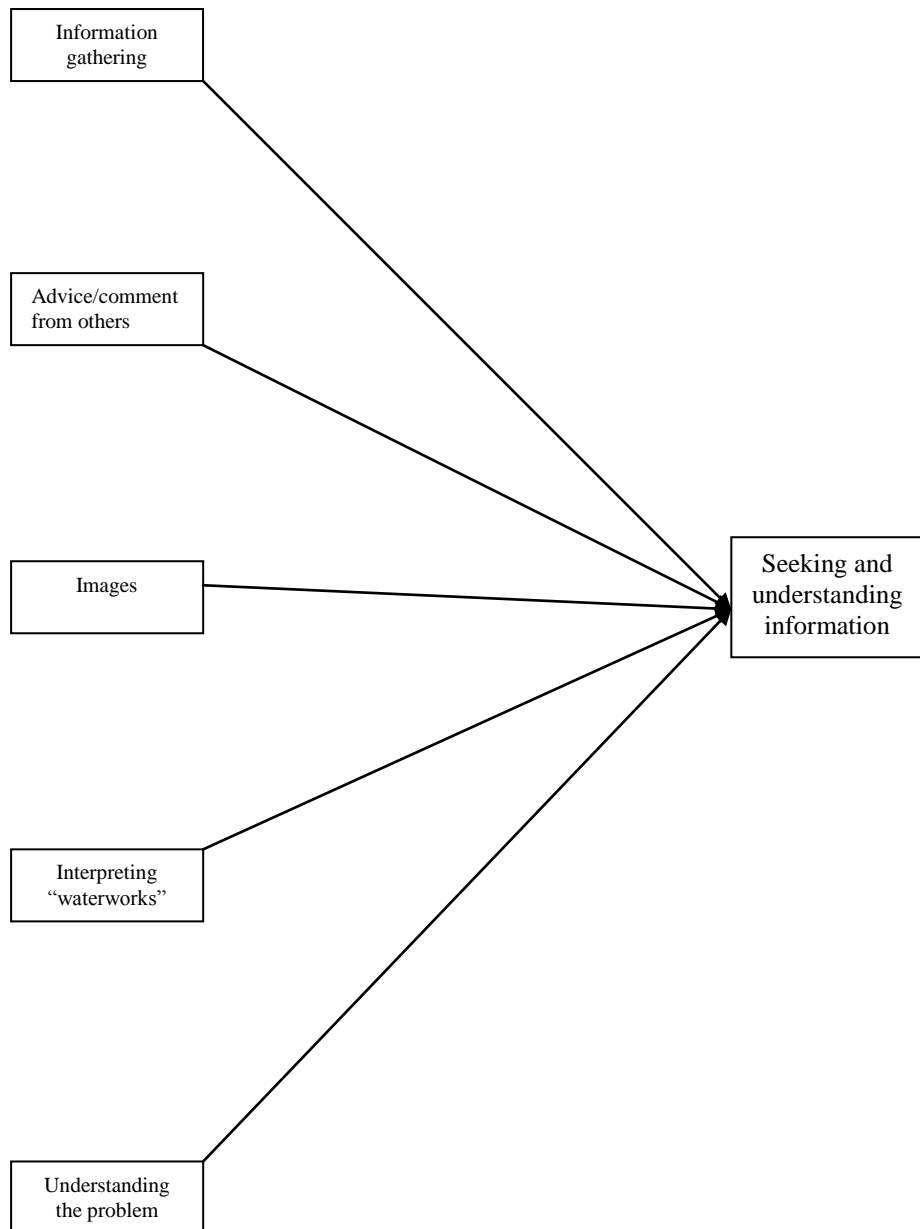 Information
gathering
Advice/comment
from others
Images
Seeking and
understanding
information
Interpreting
“waterworks”
Understanding
the problem